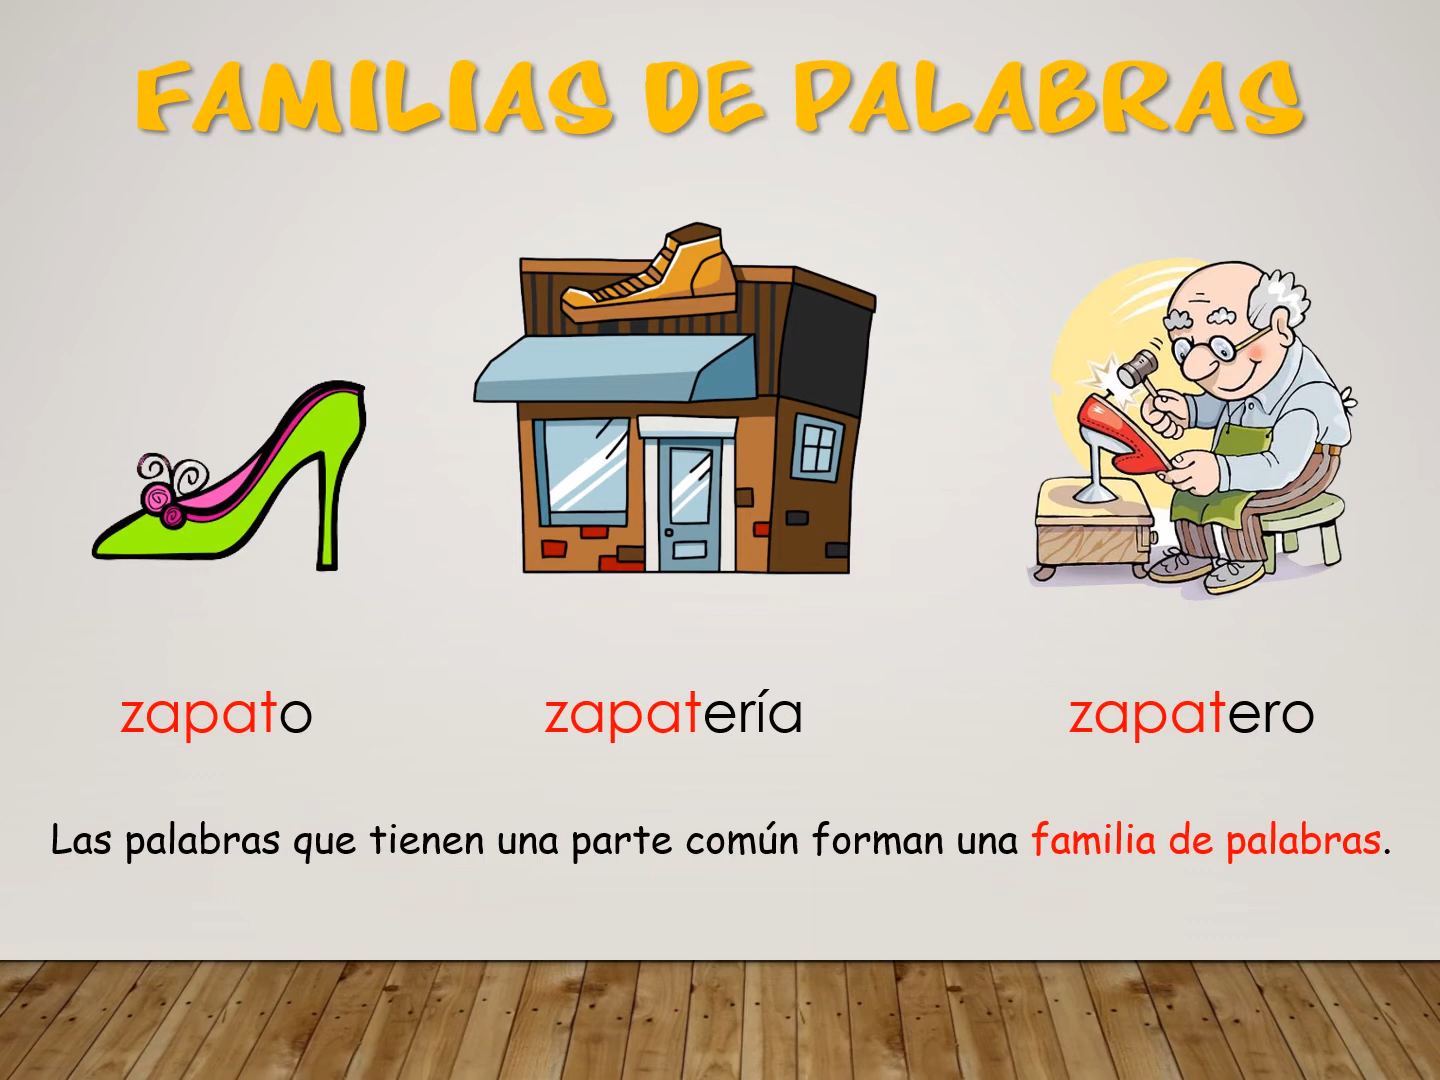 FAMILIAS DE PALABRAS
zapato zapatería zapatero
Las palabras que tienen una parte común forman una familia de palabras.